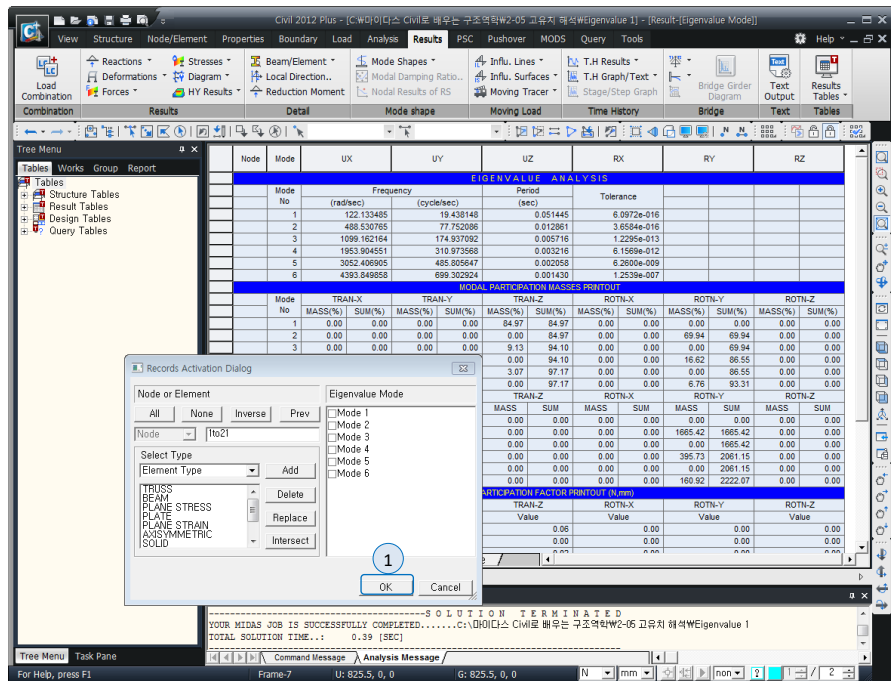 Civil 2012 Plus - [C:₩마이다스 Civil로 배우는 구조역학₩2-05 고유치 해석₩Eigenvalue 1] - [Result-[Eigenvalue Mode]]
View Structure Node/Element Properties Boundary Load Analysis Results PSC Pushover MODS Query Tools Help
Load Combination
Reactions
Deformations
Forces
Stresses
Diagram
HY Results
Beam/Element
Local Direction..
Reduction Moment
Mode Shapes
Modal Damping Ratio..
Nodal Results of RS
Influ. Lines
Influ. Surfaces
Moving Tracer
T.H Results
T.H Graph/Text
Stage/Step Graph
Bridge Girder Diagram
Text Output
Results Tables
Combination Results Detail Mode shape Moving Load Time History Bridge Text Tables
Tree Menu
Tables Works Group Report
Tables
Structure Tables
Result Tables
Design Tables
Query Tables
Node Mode UX UY UZ RX RY RZ
EIGENVALUE ANALYSIS
Mode No Frequency Period Tolerance
(rad/sec) (cycle/sec) (sec)
1 122.133485 19.438148 0.051445 6.0972e-016
2 488.530765 77.752086 0.012861 3.6584e-016
3 1099.162164 174.937092 0.005716 1.2295e-013
4 1953.904551 310.973568 0.003216 6.1569e-012
5 3052.406905 485.805647 0.002058 6.2600e-009
6 4393.849858 699.302924 0.001430 1.2539e-007
MODAL PARTICIPATION MASSES PRINTOUT
Mode No TRAN-X TRAN-Y TRAN-Z ROTN-X ROTN-Y ROTN-Z
MASS(%) SUM(%) MASS(%) SUM(%) MASS(%) SUM(%) MASS(%) SUM(%) MASS(%) SUM(%) MASS(%) SUM(%)
1 0.00 0.00 0.00 0.00 84.97 84.97 0.00 0.00 0.00 0.00 0.00 0.00
2 0.00 0.00 0.00 0.00 0.00 84.97 0.00 0.00 69.94 69.94 0.00 0.00
3 0.00 0.00 0.00 0.00 9.13 94.10 0.00 0.00 0.00 69.94 0.00 0.00
0.00 94.10 0.00 0.00 16.62 86.55 0.00 0.00
3.07 97.17 0.00 0.00 0.00 86.55 0.00 0.00
0.00 97.17 0.00 0.00 6.76 93.31 0.00 0.00
TRAN-Z ROTN-X ROTN-Y ROTN-Z
MASS SUM MASS SUM MASS SUM MASS SUM
0.00 0.00 0.00 0.00 0.00 0.00 0.00 0.00
0.00 0.00 0.00 0.00 1665.42 1665.42 0.00 0.00
0.00 0.00 0.00 0.00 0.00 1665.42 0.00 0.00
0.00 0.00 0.00 0.00 395.73 2061.15 0.00 0.00
0.00 0.00 0.00 0.00 0.00 2061.15 0.00 0.00
0.00 0.00 0.00 0.00 160.92 2222.07 0.00 0.00
ARTICIPATION FACTOR PRINTOUT (N,mm)
TRAN-Z ROTN-X ROTN-Y ROTN-Z
Value Value Value Value
0.06 0.00 0.00 0.00
0.00 0.00 0.00 0.00
Records Activation Dialog
Node or Element
All None Inverse Prev
Node 1to21
Select Type
Element Type
TRUSS
BEAM
PLANE STRESS
PLATE
PLANE STRAIN
AXISYMMETRIC
SOLID
Add
Delete
Replace
Intersect
Eigenvalue Mode
Mode 1
Mode 2
Mode 3
Mode 4
Mode 5
Mode 6
1
OK Cancel
SOLUTION TERMINATED
YOUR MIDAS JOB IS SUCCESSFULLY COMPLETED.......C:\마이다스 Civil로 배우는 구조역학₩2-05 고유치 해석₩Eigenvalue 1
TOTAL SOLUTION TIME..: 0.39 [SEC]
Tree Menu Task Pane
Command Message Analysis Message
For Help, press F1 Frame-7 U: 825.5, 0, 0 G: 825.5, 0, 0 N mm non 1 / 2